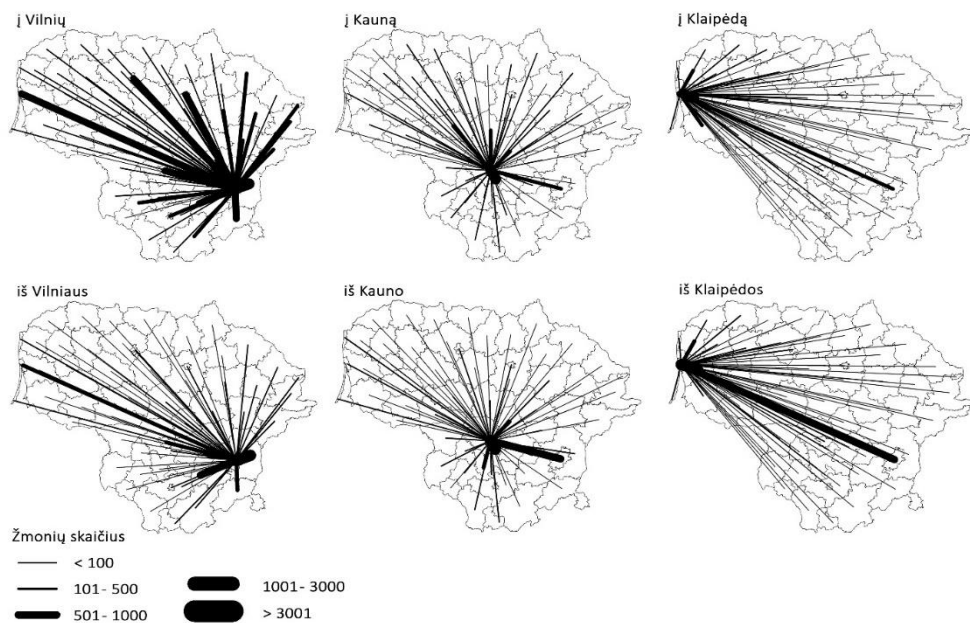 į Vilnių
į Kauną
į Klaipėdą
iš Vilniaus
iš Kauno
iš Klaipėdos
Žmonių skaičius
< 100
101- 500
501- 1000
1001- 3000
> 3001